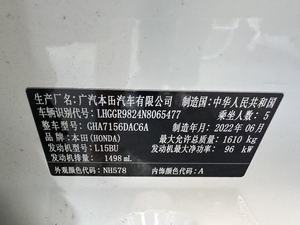 生产厂名：广汽本田汽车有限公司 制造国：中华人民共和国
车辆识别代号：LHGGR9824N8065477 乘坐人数：5
整车型号：GHA7156DAC6A 制造年月：2022年06月
品牌：本田(HONDA) 最大允许总质量：1610 kg
发动机型号：L15BU 发动机最大净功率：96 kW
发动机排量：1498 ml
外观颜色代号：NH578 内饰颜色代号：A